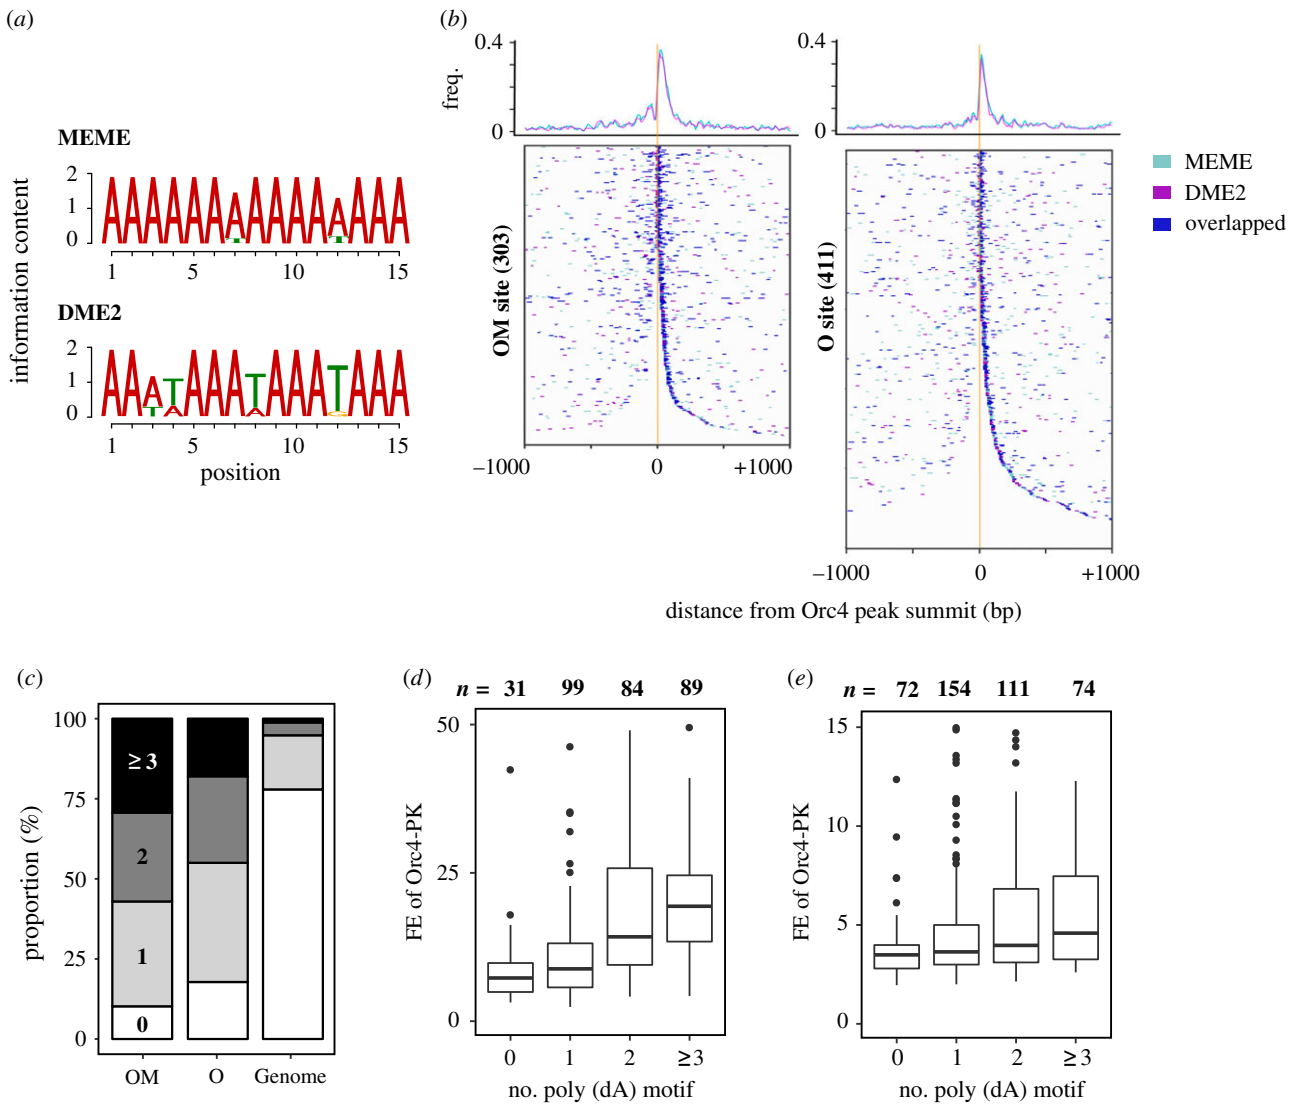 (a)
MEME
information content
2
1
0
AAAAAAAAAAAAAAA
1 5 10 15
DME2
2
1
0
AAATAAATAAATAAA
1 5 10 15
position
(b)
freq.
0.4
0
0.4
0
OM site (303)
−1000 0 +1000
O site (411)
−1000 0 +1000
distance from Orc4 peak summit (bp)
MEME
DME2
overlapped
(c)
proportion (%)
100
75
50
25
0
≥ 3
2
1
0
OM O Genome
(d)
n = 31 99 84 89
FE of Orc4-PK
50
25
0
0 1 2 ≥ 3
no. poly (dA) motif
(e)
n = 72 154 111 74
FE of Orc4-PK
15
10
5
0
0 1 2 ≥ 3
no. poly (dA) motif